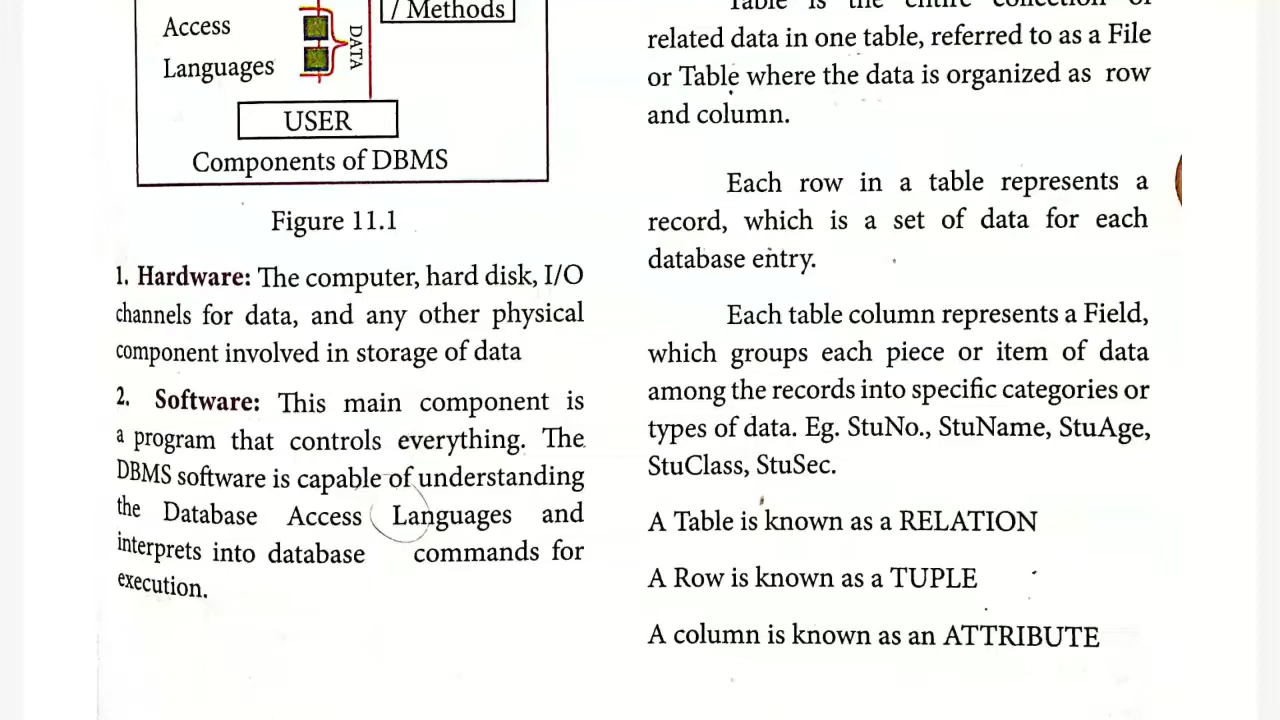 Access
Languages
DATA
/ Methods
USER
Components of DBMS
Figure 11.1
1. Hardware: The computer, hard disk, I/O
channels for data, and any other physical
component involved in storage of data
2. Software: This main component is
a program that controls everything. The
DBMS software is capable of understanding
the Database Access Languages and
interprets into database commands for
execution.
Table is the entire collection of
related data in one table, referred to as a File
or Table where the data is organized as row
and column.
Each row in a table represents a
record, which is a set of data for each
database entry.
Each table column represents a Field,
which groups each piece or item of data
among the records into specific categories or
types of data. Eg. StuNo., StuName, StuAge,
StuClass, StuSec.
A Table is known as a RELATION
A Row is known as a TUPLE
A column is known as an ATTRIBUTE